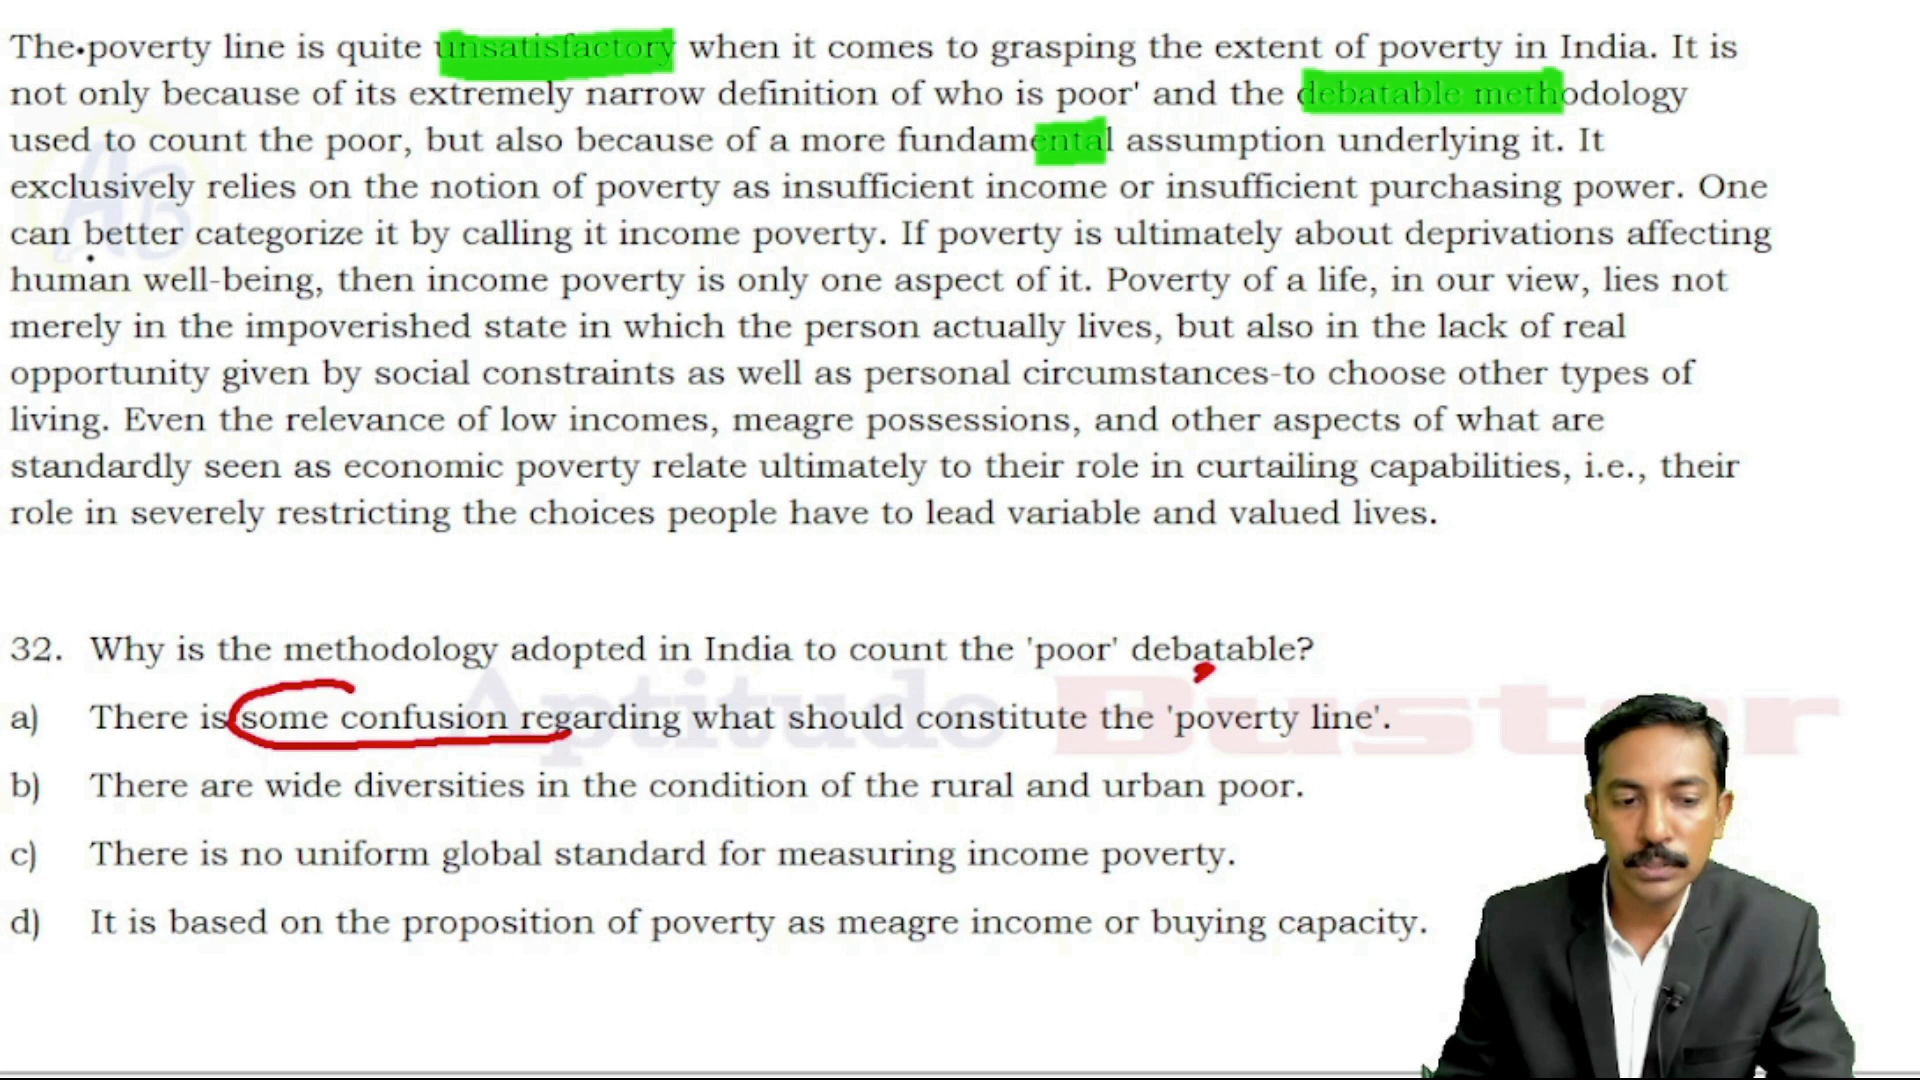 The poverty line is quite unsatisfactory when it comes to grasping the extent of poverty in India. It is
not only because of its extremely narrow definition of who is poor' and the debatable methodology
used to count the poor, but also because of a more fundamental assumption underlying it. It
exclusively relies on the notion of poverty as insufficient income or insufficient purchasing power. One
can better categorize it by calling it income poverty. If poverty is ultimately about deprivations affecting
human well-being, then income poverty is only one aspect of it. Poverty of a life, in our view, lies not
merely in the impoverished state in which the person actually lives, but also in the lack of real
opportunity given by social constraints as well as personal circumstances-to choose other types of
living. Even the relevance of low incomes, meagre possessions, and other aspects of what are
standardly seen as economic poverty relate ultimately to their role in curtailing capabilities, i.e., their
role in severely restricting the choices people have to lead variable and valued lives.
32. Why is the methodology adopted in India to count the 'poor' debatable?
a) There is some confusion regarding what should constitute the 'poverty line'.
b) There are wide diversities in the condition of the rural and urban poor.
c) There is no uniform global standard for measuring income poverty.
d) It is based on the proposition of poverty as meagre income or buying capacity.
AB
Aptitude Buster